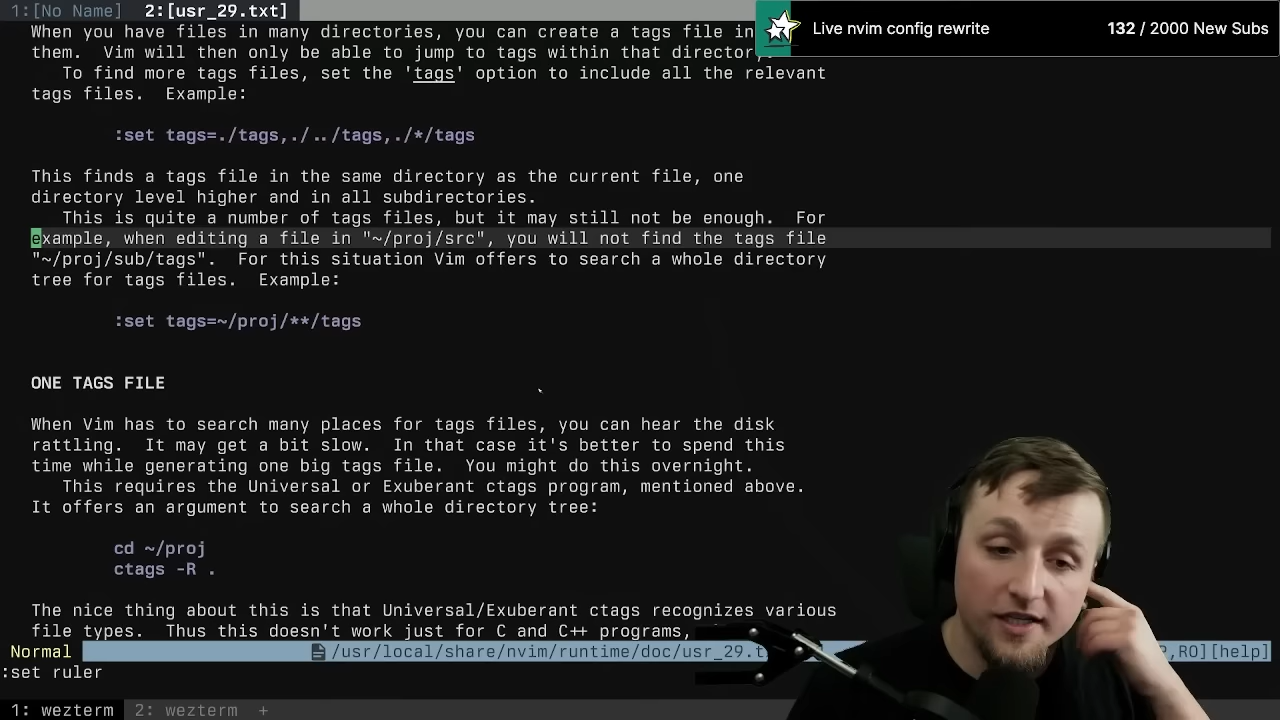 1:[No Name]  2:[usr_29.txt]
Live nvim config rewrite 132 / 2000 New Subs
When you have files in many directories, you can create a tags file in
them.  Vim will then only be able to jump to tags within that
To find more tags files, set the 'tags' option to include all the relevant
tags files.  Example:
:set tags=./tags,./../tags,./*/tags
This finds a tags file in the same directory as the current file, one
directory level higher and in all subdirectories.
This is quite a number of tags files, but it may still not be enough.  For
example, when editing a file in "~/proj/src", you will not find the tags file
"~/proj/sub/tags".  For this situation Vim offers to search a whole directory
tree for tags files.  Example:
:set tags=~/proj/**/tags
ONE TAGS FILE
When Vim has to search many places for tags files, you can hear the disk
rattling.  It may get a bit slow.  In that case it's better to spend this
time while generating one big tags file.  You might do this overnight.
This requires the Universal or Exuberant ctags program, mentioned above.
It offers an argument to search a whole directory tree:
cd ~/proj
ctags -R .
The nice thing about this is that Universal/Exuberant ctags recognizes various
file types.  Thus this doesn't work just for C and C++ programs,
Normal /usr/local/share/nvim/runtime/doc/usr_29.t ,RO][help]
:set ruler
1: wezterm  2: wezterm  +